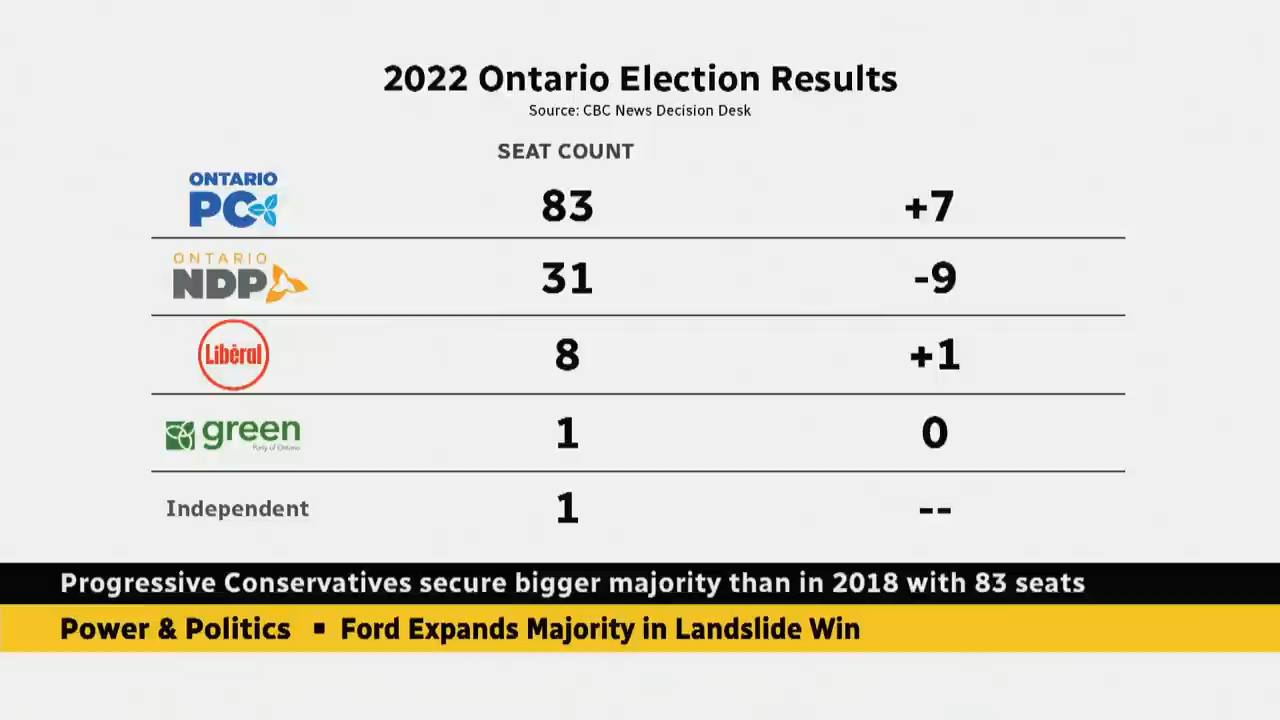 2022 Ontario Election Results
Source: CBC News Decision Desk
SEAT COUNT
ONTARIO
PC
83
+7
ONTARIO
NDP
31
-9
Libéral
8
+1
green
Party of Ontario
1
0
Independent
1
--
Progressive Conservatives secure bigger majority than in 2018 with 83 seats
Power & Politics ▪ Ford Expands Majority in Landslide Win